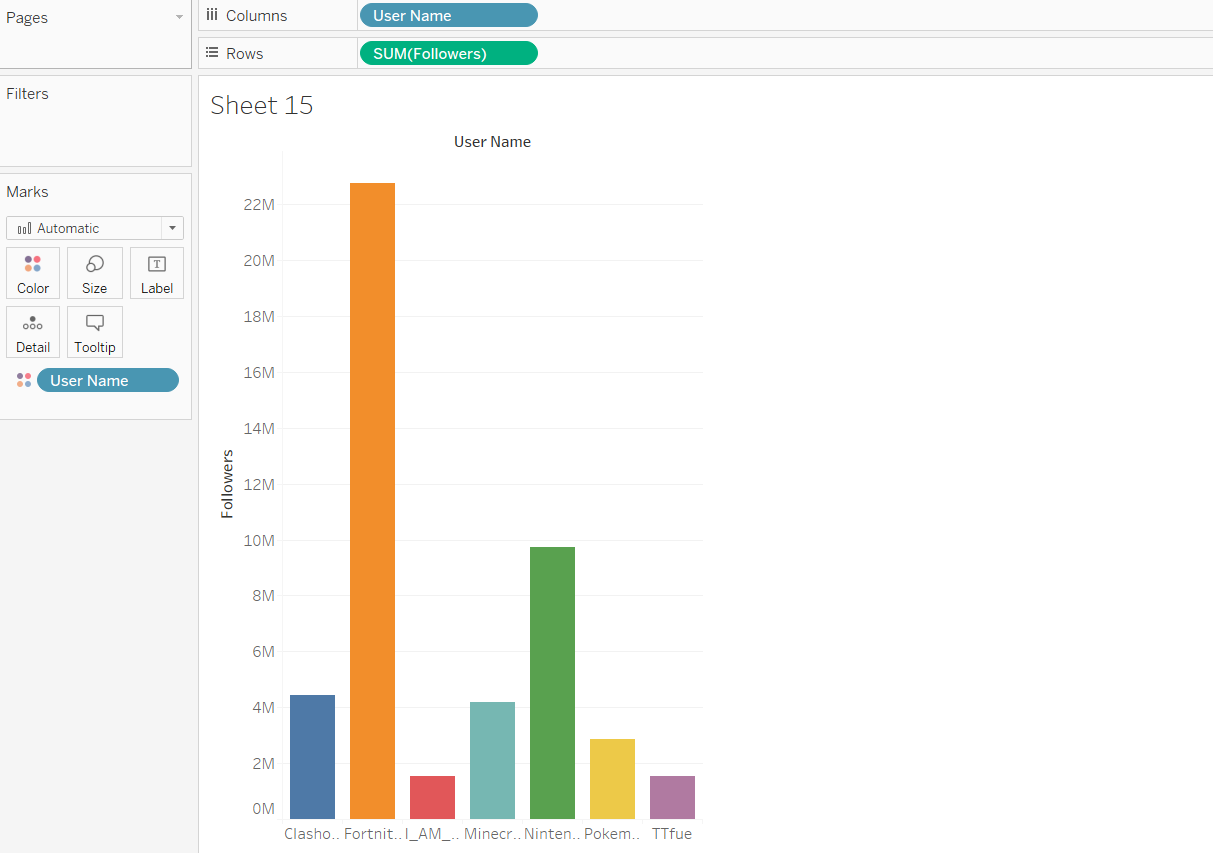 Pages
Columns
User Name
Rows
SUM(Followers)
Filters
Marks
Automatic
Color
Size
T
Label
Detail
Tooltip
User Name
Sheet 15
User Name
Followers
22M
20M
18M
16M
14M
12M
10M
8M
6M
4M
2M
0M
Clasho.. Fortnit.. I_AM_.. Minecr.. Ninten.. Pokem.. TTfue